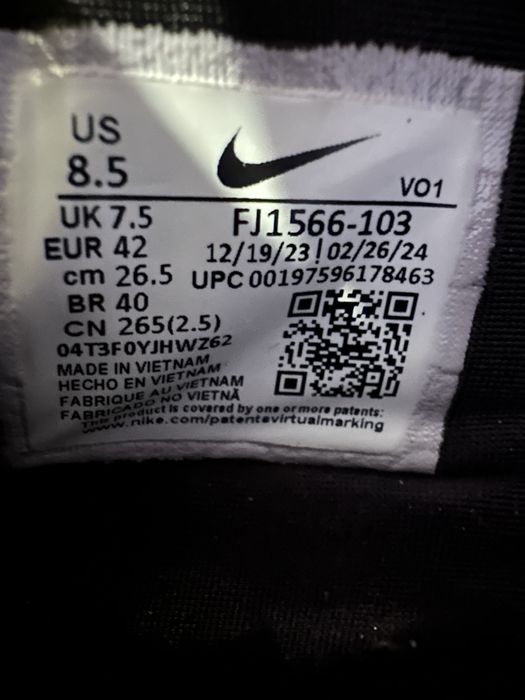 US
8.5
VO1
UK 7.5
FJ1566-103
EUR 42
12/19/23 | 02/26/24
cm 26.5
UPC 00197596178463
BR 40
CN 265(2.5)
04T3F0YJHWZ62
MADE IN VIETNAM
HECHO EN VIETNAM
FABRIQUE AU VIETNAM
FABRICADO NO VIETNÃ
This product is covered by one or more patents:
www.nike.com/patentsvirtualmarking